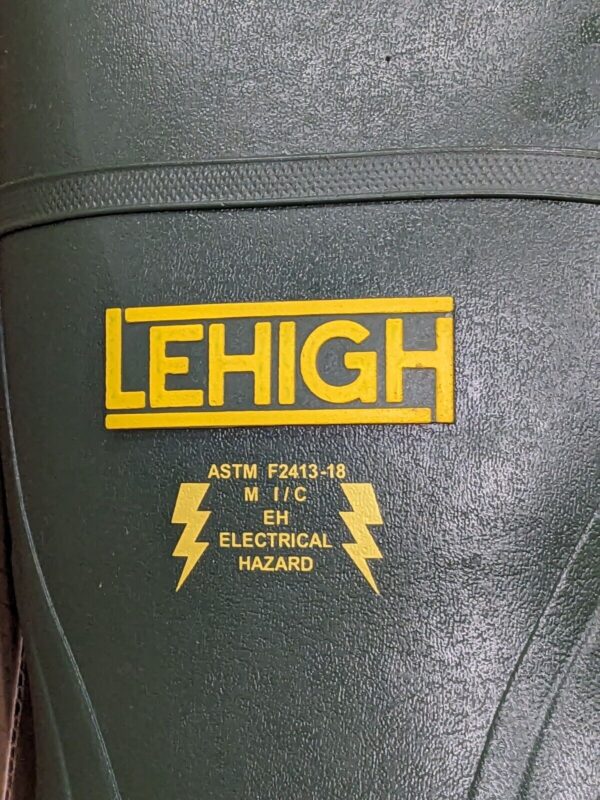 LEHIGH
ASTM F2413-18
M I/C
EH
ELECTRICAL
HAZARD